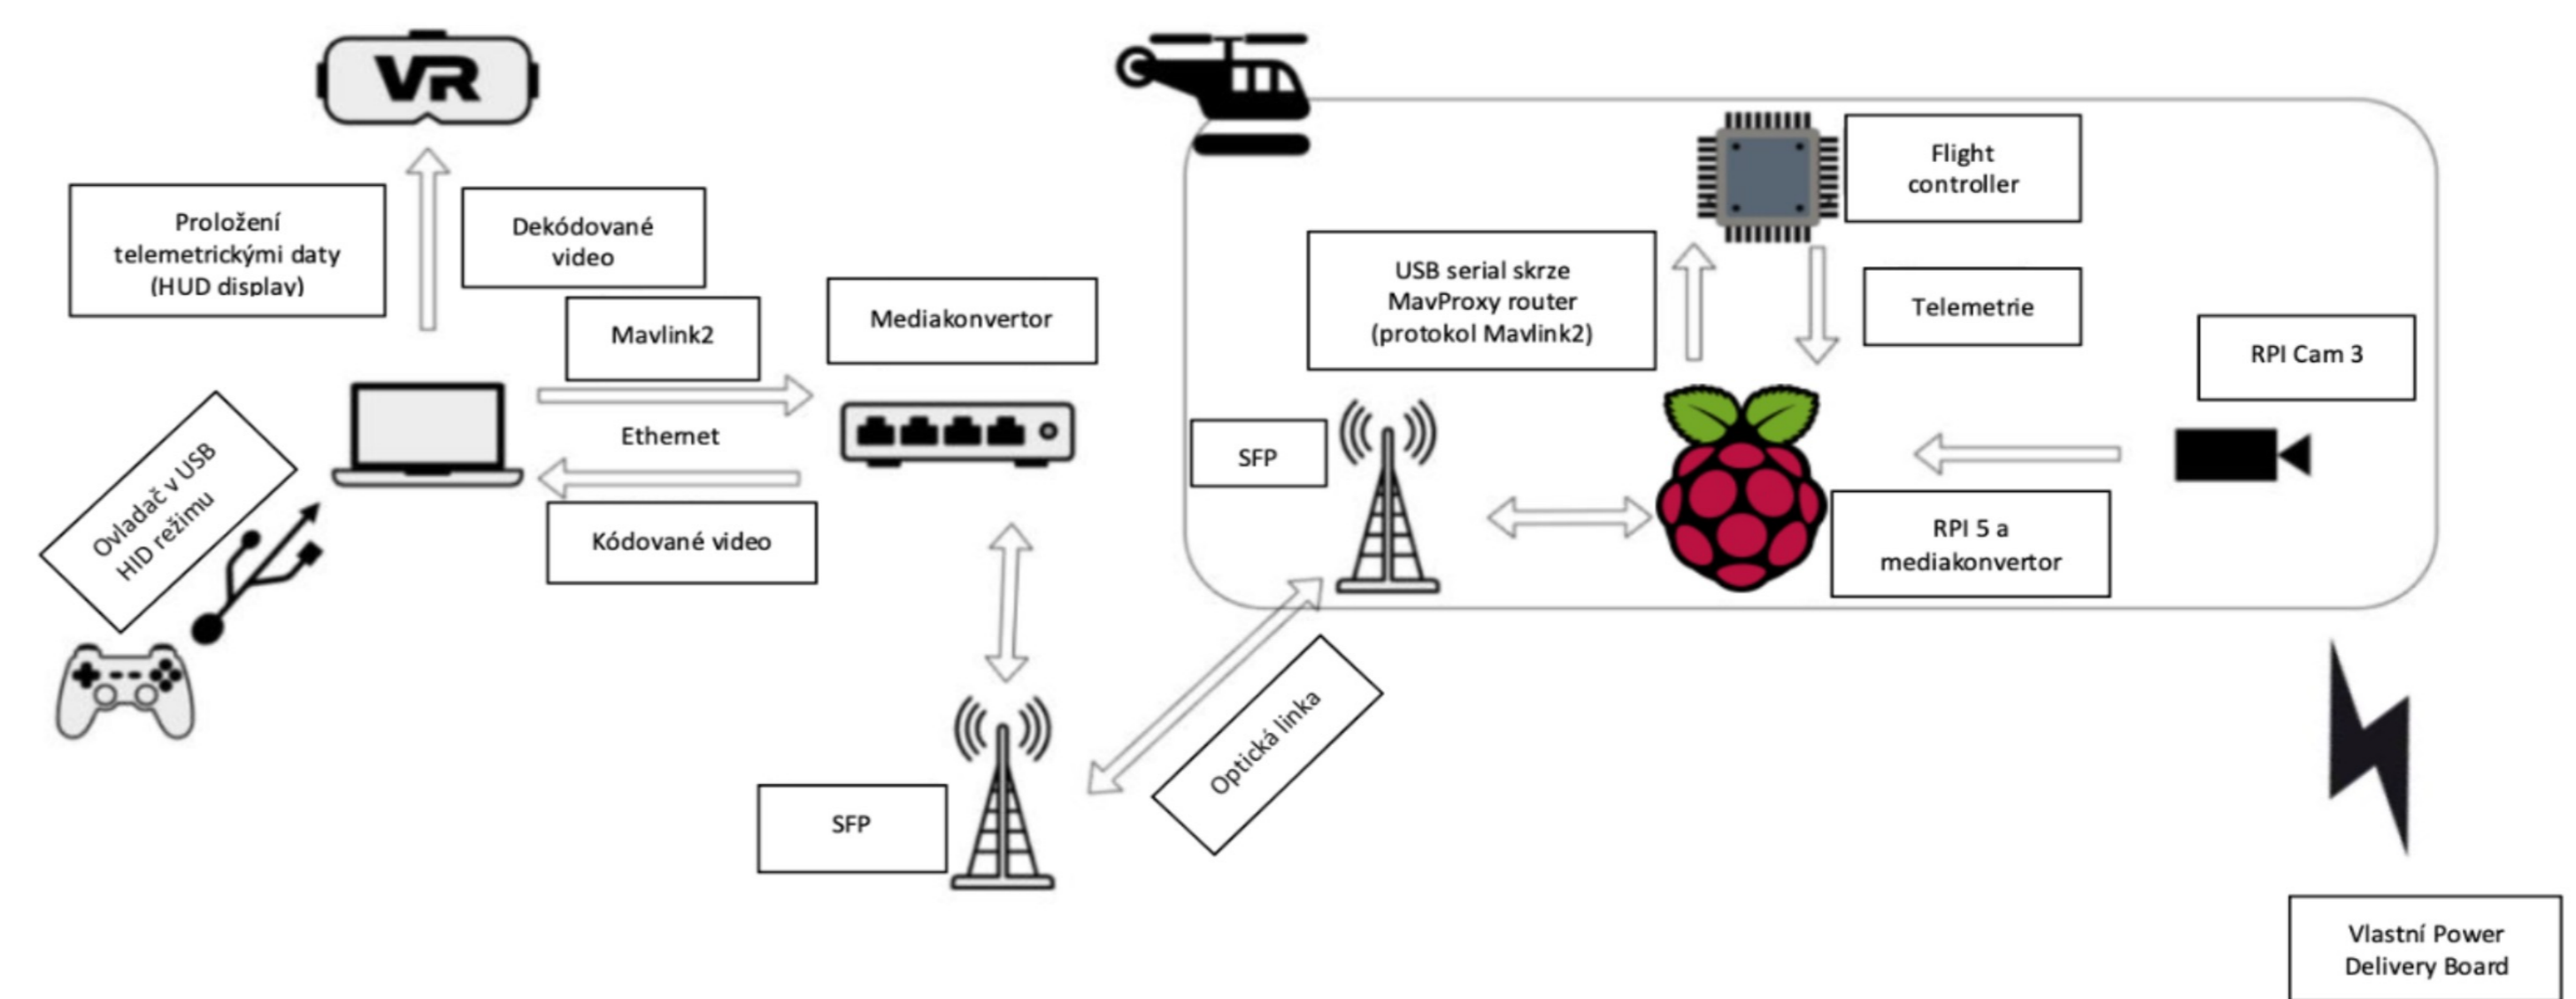 VR
Proložení
telemetrickými daty
(HUD display)
Dekódované
video
Mavlink2
Mediakonvertor
Ethernet
Kódované video
Ovladač v USB
HID režimu
SFP
Optická linka
Flight
controller
USB serial skrze
MavProxy router
(protokol Mavlink2)
Telemetrie
RPI Cam 3
SFP
RPI 5 a
mediakonvertor
Vlastní Power
Delivery Board